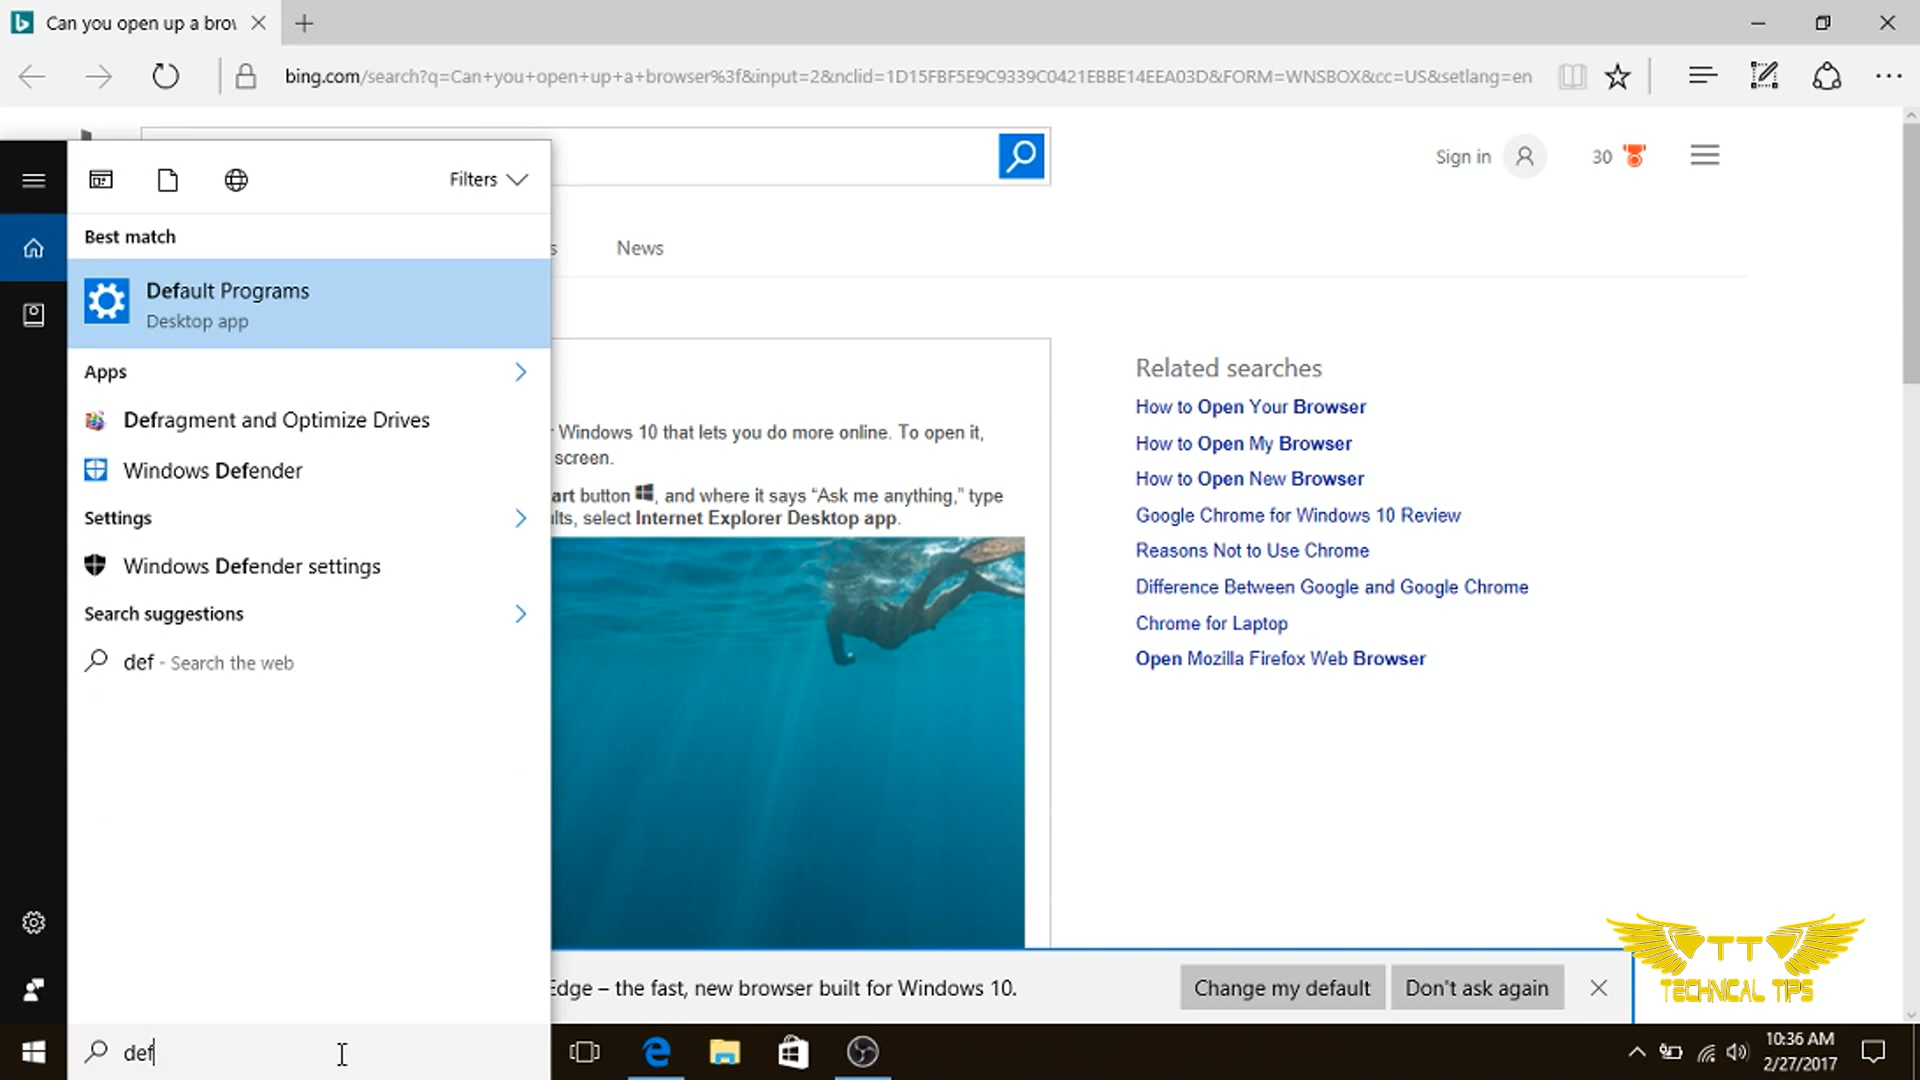 Can you open up a brov
bing.com/search?q=Can+you+open+up+a+browser%3f&input=2&nclid=1D15FBF5E9C9339C0421EBBE14EEA03D&FORM=WNSBOX&cc=US&setlang=en
Sign in
30
Filters
Best match
Default Programs
Desktop app
Apps
Defragment and Optimize Drives
Windows Defender
Settings
Windows Defender settings
Search suggestions
def - Search the web
s
News
Windows 10 that lets you do more online. To open it,
screen.
art button , and where it says “Ask me anything,” type
lts, select Internet Explorer Desktop app.
Related searches
How to Open Your Browser
How to Open My Browser
How to Open New Browser
Google Chrome for Windows 10 Review
Reasons Not to Use Chrome
Difference Between Google and Google Chrome
Chrome for Laptop
Open Mozilla Firefox Web Browser
TT
TECHNICAL TIPS
Edge – the fast, new browser built for Windows 10.
Change my default
Don't ask again
def
10:36 AM
2/27/2017